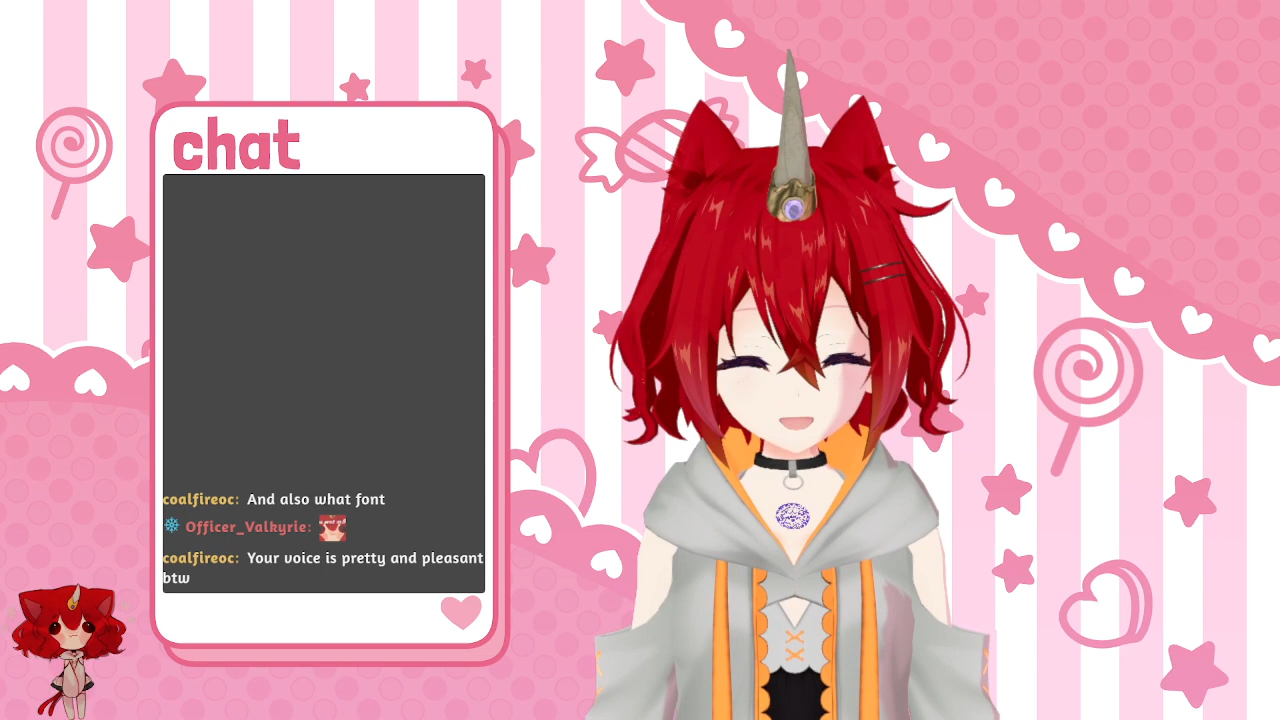 chat
coalfireoc: And also what font
Officer_Valkyrie:
coalfireoc: Your voice is pretty and pleasant
btw